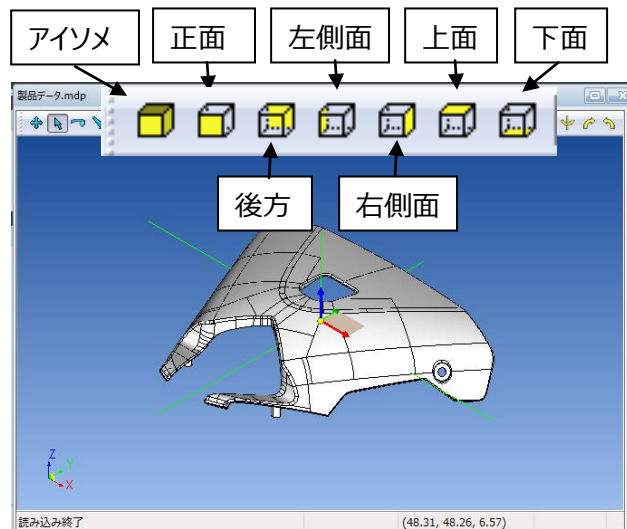 アイソメ
正面
左側面
上面
下面
製品データ.mdp
後方
右側面
Z
Y
X
読み込み終了
(48.31, 48.26, 6.57)